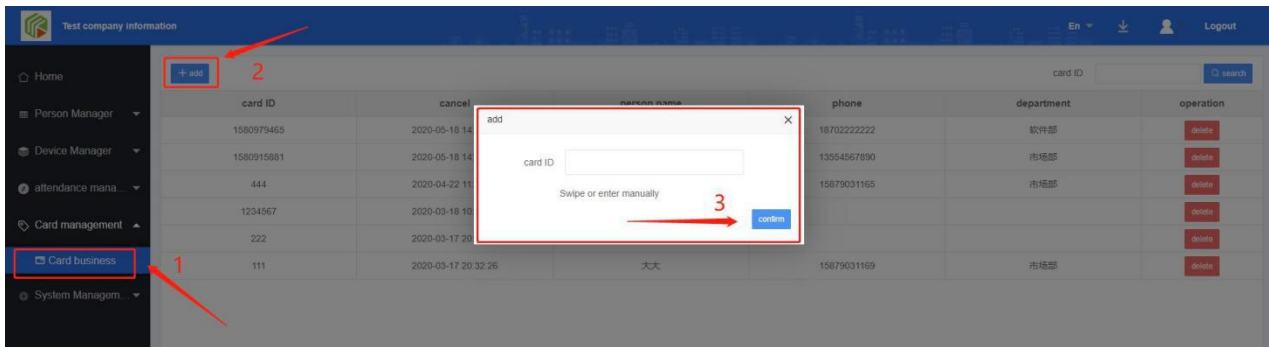 Test company information
En
Logout
Home
Person Manager
Device Manager
attendance mana...
Card management
Card business
System Managem...
1
+ add
2
card ID
search
card ID cancel person name phone department operation
1580979465 2020-05-18 14 18702222222 软件部 delete
1580915881 2020-05-18 14 13554567890 市场部 delete
444 2020-04-22 11: 15879031165 市场部 delete
1234567 2020-03-18 10: delete
222 2020-03-17 20: delete
111 2020-03-17 20:32:26 大大 15879031169 市场部 delete
add
card ID
Swipe or enter manually
3
confirm